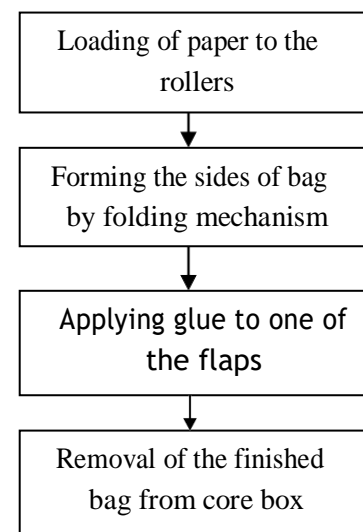 Loading of paper to the
rollers
Forming the sides of bag
by folding mechanism
Applying glue to one of
the flaps
Removal of the finished
bag from core box